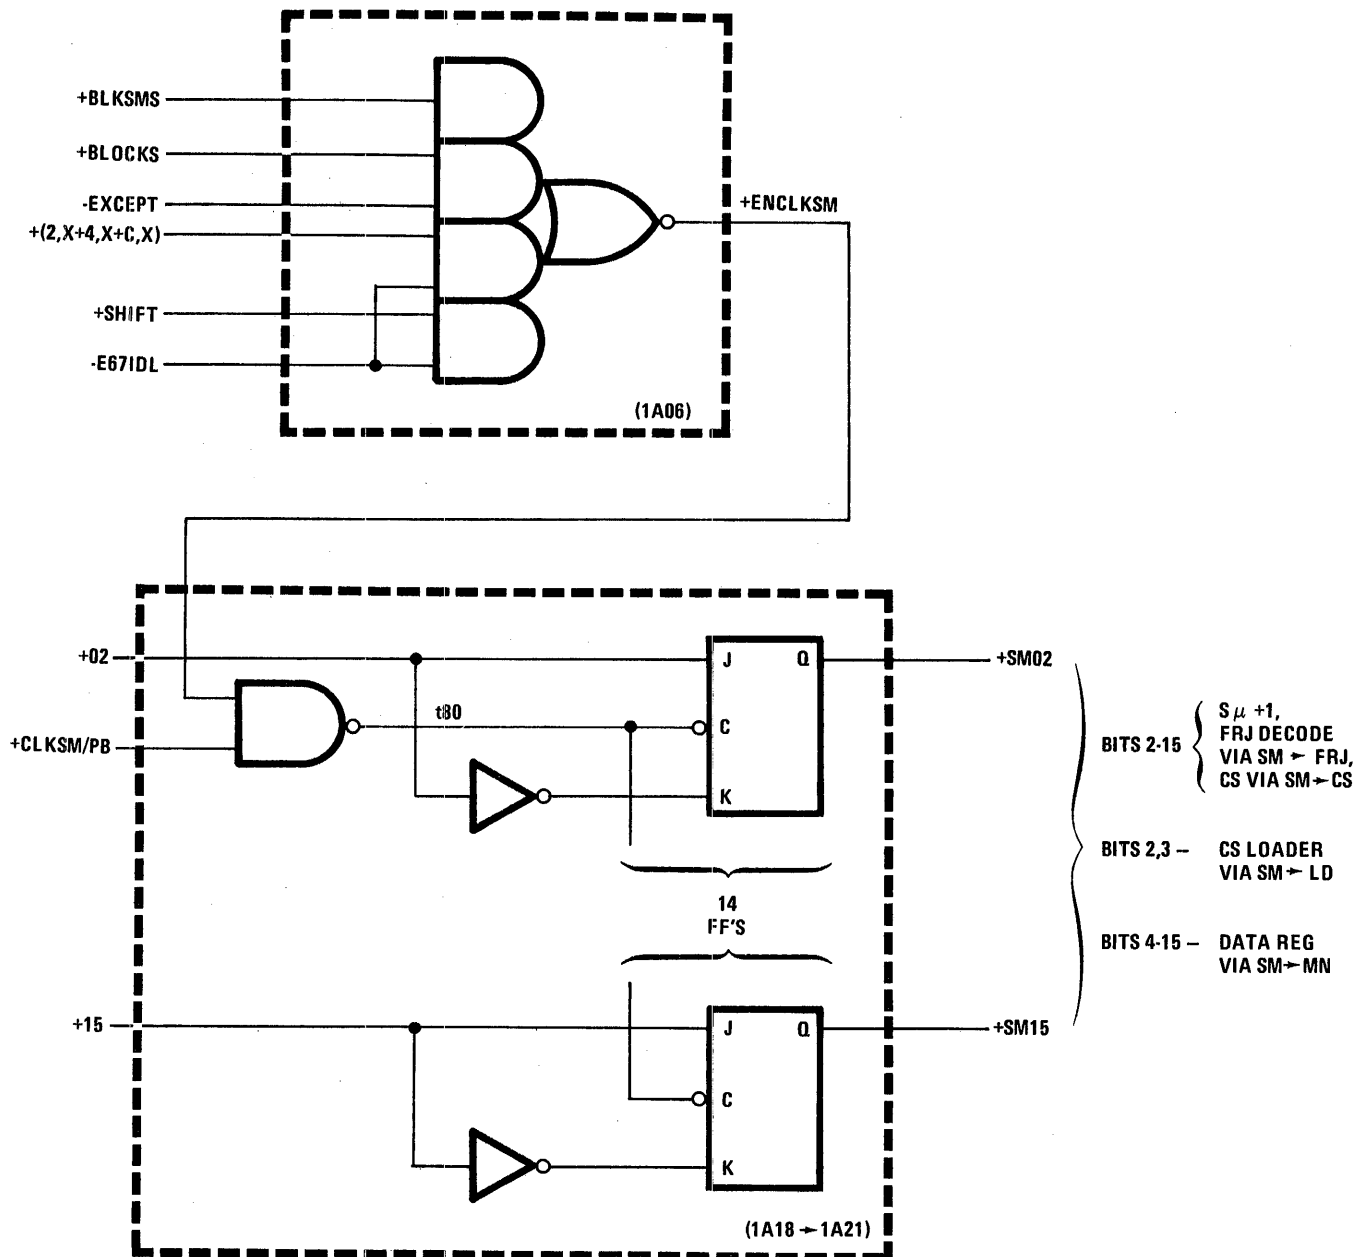 +BLKSMS
+BLOCKS
-EXCEPT
+(2,X+4,X+C,X)
+SHIFT
-E67IDL
+ENCLKSM
(1A06)
+02
J Q
+SM02
t80
+CLKSM/PB
C
K
BITS 2-15
S μ +1,
FRJ DECODE
VIA SM → FRJ,
CS VIA SM→CS
BITS 2,3 – CS LOADER
VIA SM→ LD
14
FF'S
BITS 4-15 – DATA REG
VIA SM→MN
+15
J Q
+SM15
C
K
(1A18 → 1A21)